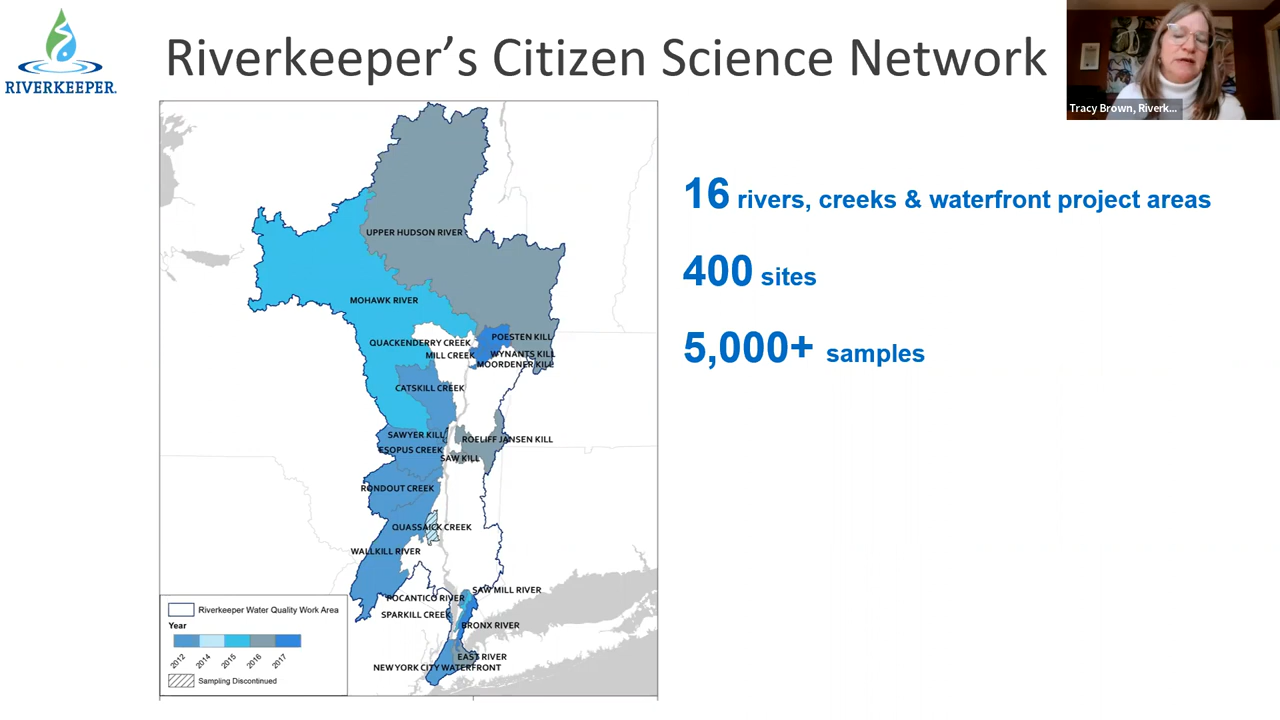 RIVERKEEPER.
Riverkeeper's Citizen Science Network
Tracy Brown, Riverk...
16 rivers, creeks & waterfront project areas
400 sites
5,000+ samples
UPPER HUDSON RIVER
MOHAWK RIVER
POESTEN KILL
QUACKENDERRY CREEK
MILL CREEK
WYNANTS KILL
MOORDENER KILL
CATSKILL CREEK
SAWYER KILL
ROELIFF JANSEN KILL
ESOPUS CREEK
SAW KILL
RONDOUT CREEK
QUASSAICK CREEK
WALLKILL RIVER
SAW MILL RIVER
POCANTICO RIVER
SPARKILL CREEK
BRONX RIVER
EAST RIVER
NEW YORK CITY WATERFRONT
Riverkeeper Water Quality Work Area
Year
2012 2014 2015 2016 2017
Sampling Discontinued